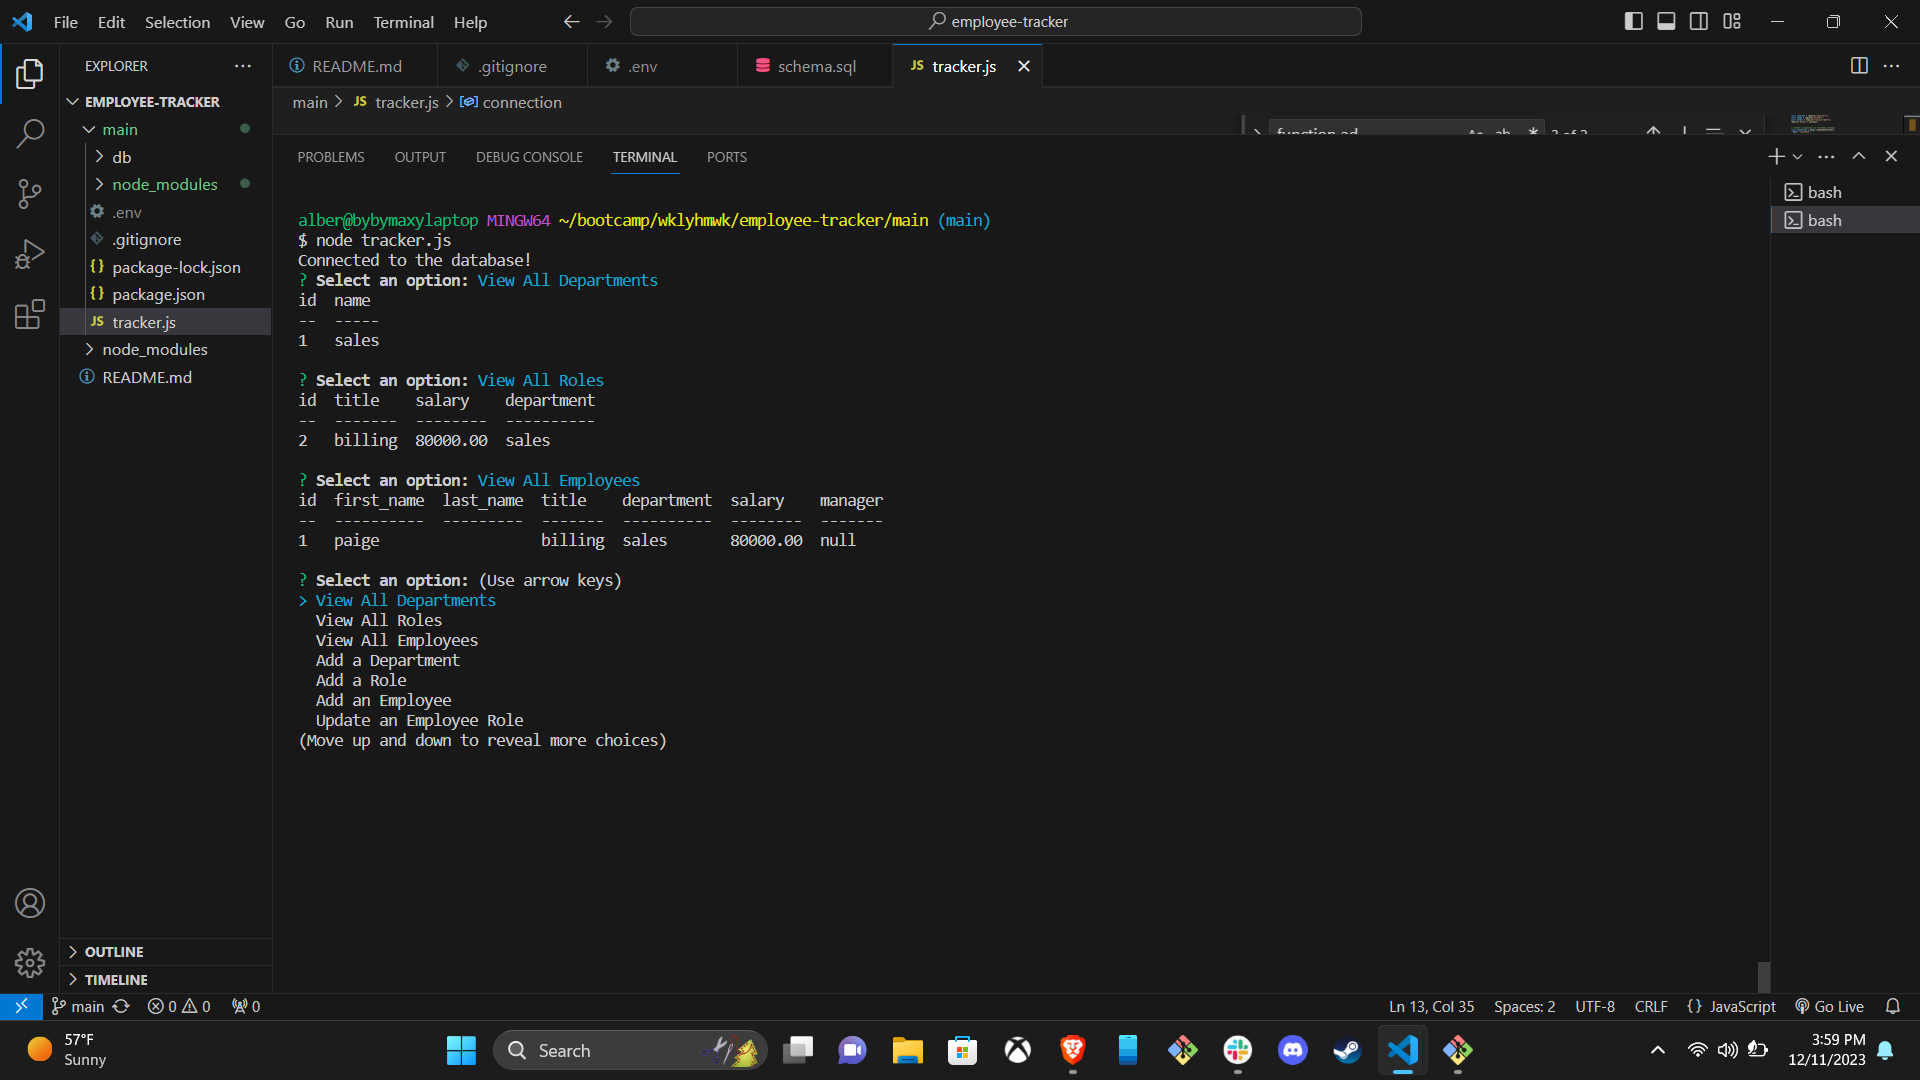 File Edit Selection View Go Run Terminal Help
employee-tracker
EXPLORER
README.md
.gitignore
.env
schema.sql
JS tracker.js
EMPLOYEE-TRACKER
main > JS tracker.js > connection
main
db
node_modules
.env
.gitignore
{} package-lock.json
{} package.json
JS tracker.js
node_modules
README.md
PROBLEMS OUTPUT DEBUG CONSOLE TERMINAL PORTS
bash
bash
alber@bybymaxylaptop MINGW64 ~/bootcamp/wklyhmwk/employee-tracker/main (main)
$ node tracker.js
Connected to the database!
? Select an option: View All Departments
id name
-- -----
1 sales
? Select an option: View All Roles
id title salary department
-- ------- -------- ----------
2 billing 80000.00 sales
? Select an option: View All Employees
id first_name last_name title department salary manager
-- ---------- --------- ------- ---------- -------- -------
1 paige billing sales 80000.00 null
? Select an option: (Use arrow keys)
> View All Departments
View All Roles
View All Employees
Add a Department
Add a Role
Add an Employee
Update an Employee Role
(Move up and down to reveal more choices)
OUTLINE
TIMELINE
main 0 0 0
Ln 13, Col 35 Spaces: 2 UTF-8 CRLF {} JavaScript Go Live
57°F
Sunny
Search
3:59 PM
12/11/2023